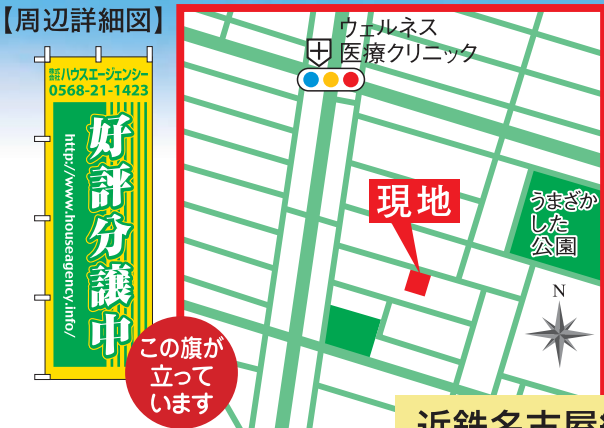 【周辺詳細図】
株式会社ハウスエージェンシー
0568-21-1423
好評分譲中
http://www.houseagency.info/
この旗が
立って
います
ウェルネス
医療クリニック
現地
うまざか
した
公園
N
近鉄名古屋